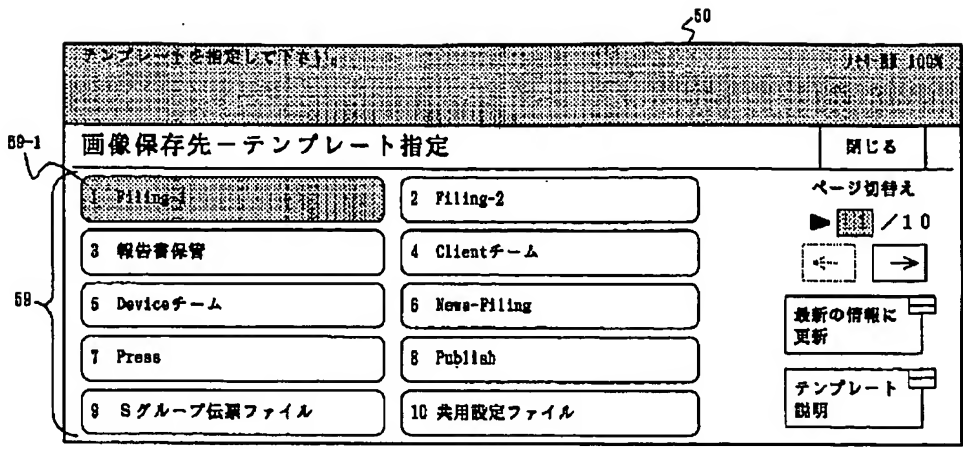 50
テンプレートを指定して下さい。
100%
59-1
画像保存先－テンプレート指定
閉じる
1 Filing-1
2 Filing-2
ページ切替え
▶ /10
3 報告書保管
4 Clientチーム
59
5 Deviceチーム
6 News-Filing
最新の情報に
更新
7 Press
8 Publish
テンプレート
説明
9 Sグループ伝票ファイル
10 共用設定ファイル